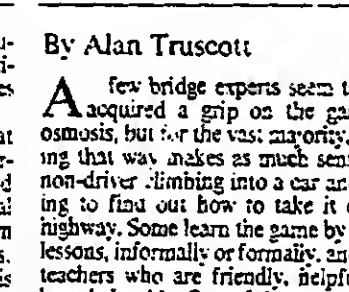 By Alan Truscott
A few bridge experts seem t
acquired a grip on the ga
osmosis, but for the vast majority,
ing that way makes as much sen
non-driver climbing into a car an
ing to find out how to take it o
highway. Some learn the game by
lessons, informally or formally, an
teachers who are friendly, helpfu